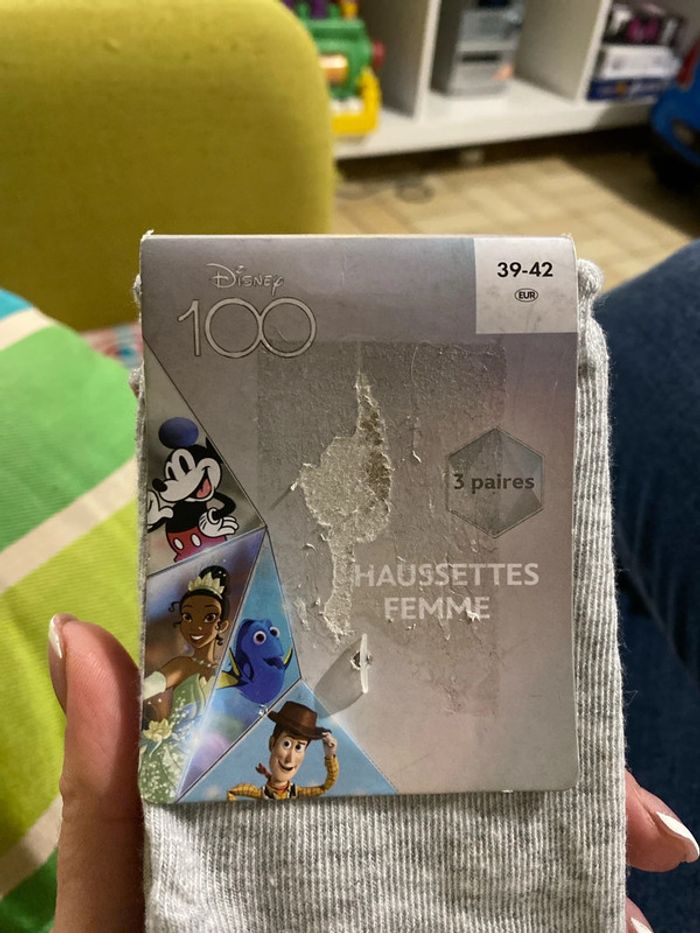 Disney
100
39-42
EUR
3 paires
HAUSSETTES
FEMME